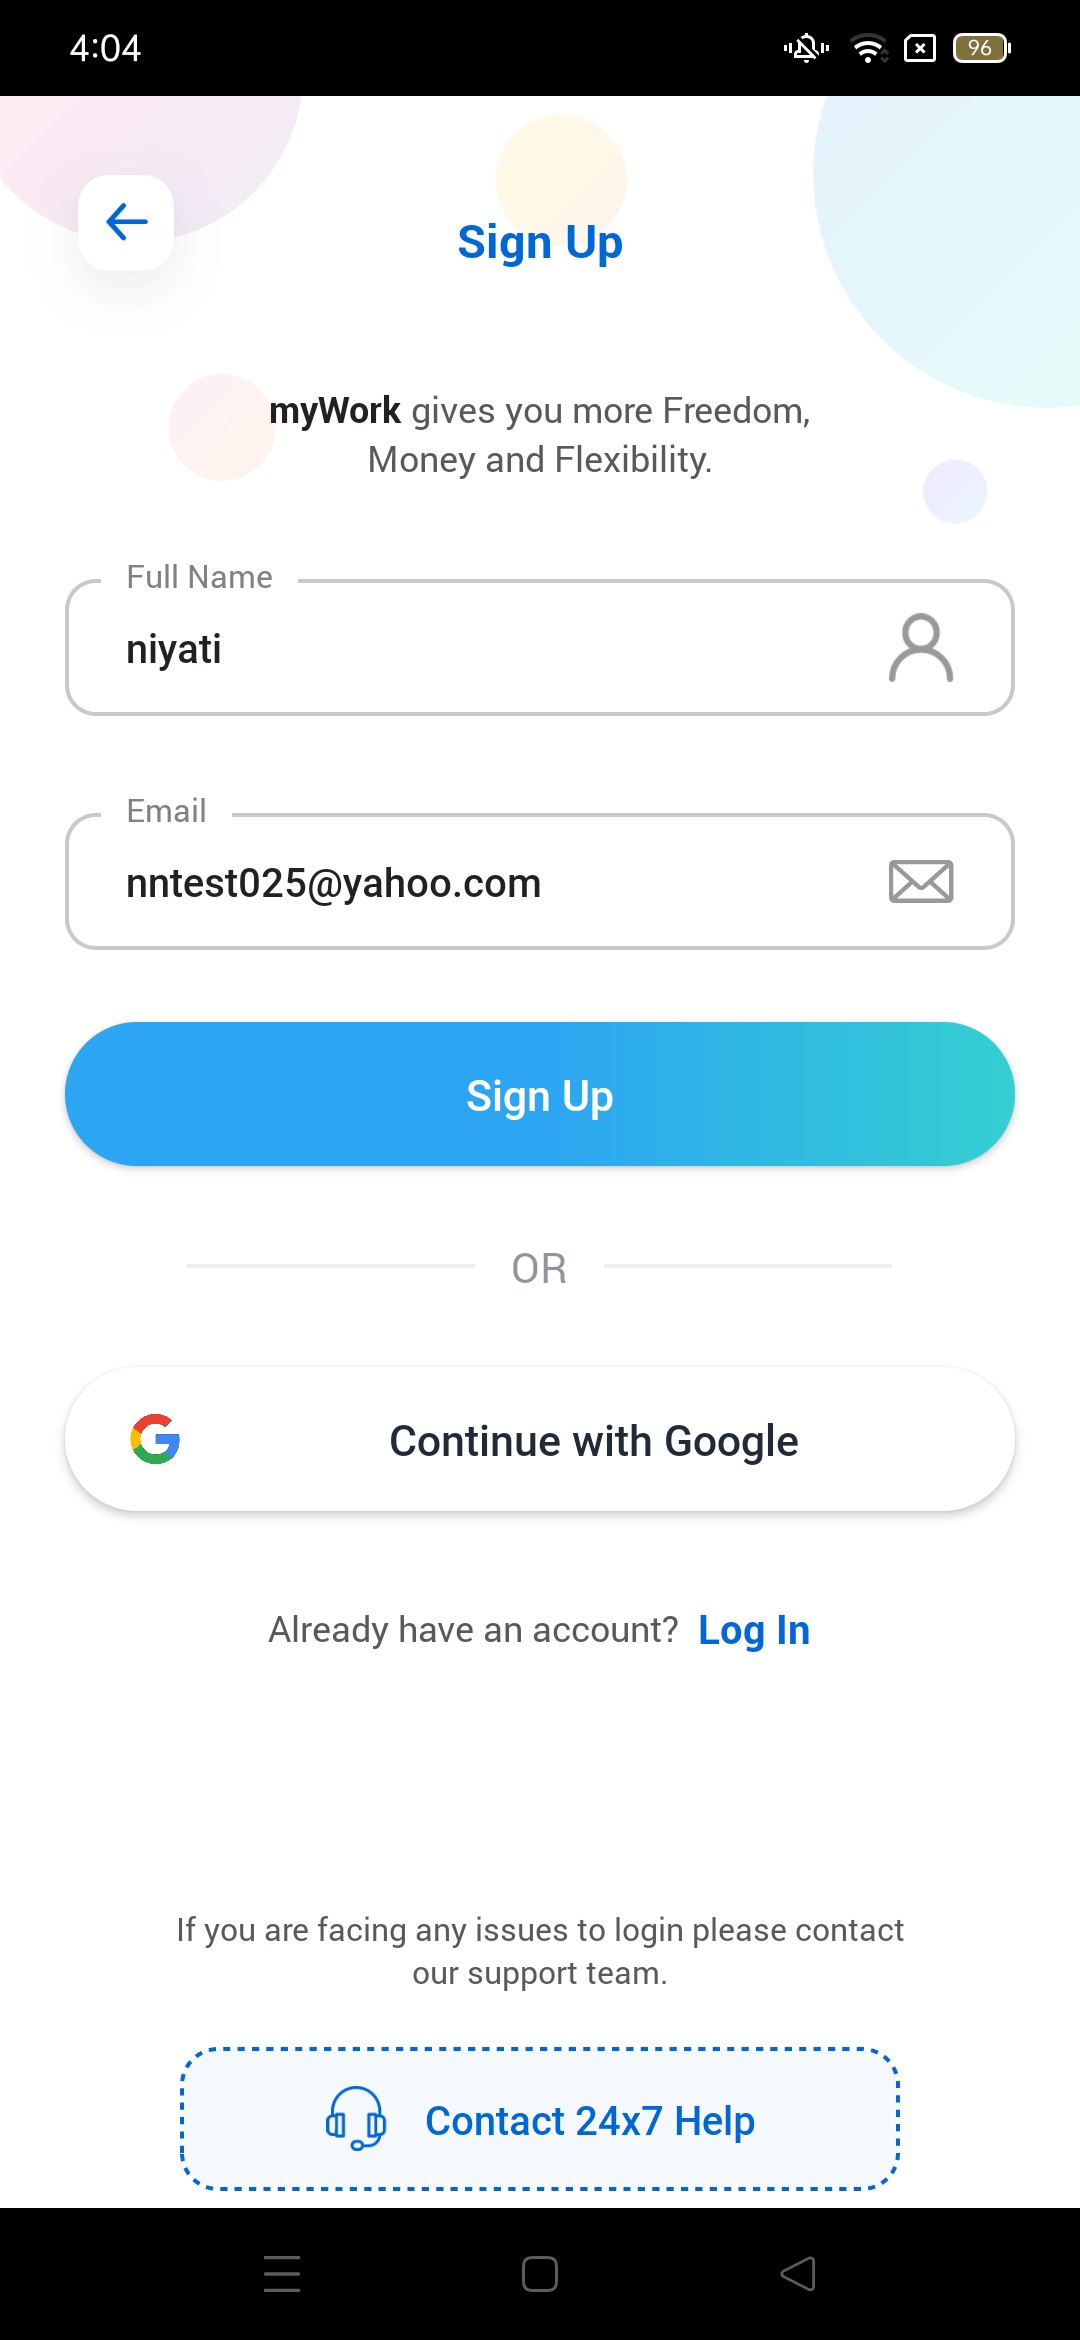 4:04
96
Sign Up
myWork gives you more Freedom,
Money and Flexibility.
Full Name
niyati
Email
nntest025@yahoo.com
Sign Up
OR
Continue with Google
Already have an account? Log In
If you are facing any issues to login please contact
our support team.
Contact 24x7 Help